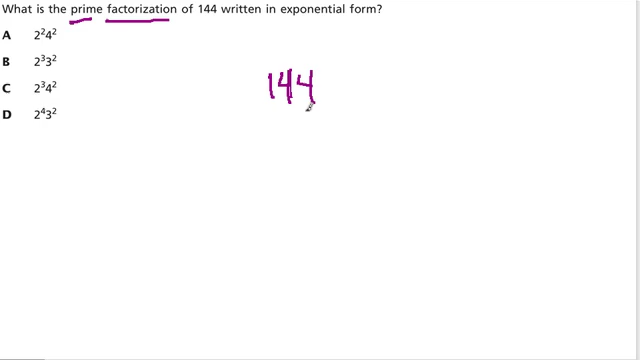 What is the prime factorization of 144 written in exponential form?
A 2²4²
B 2³3²
C 2³4²
D 2⁴3²
144